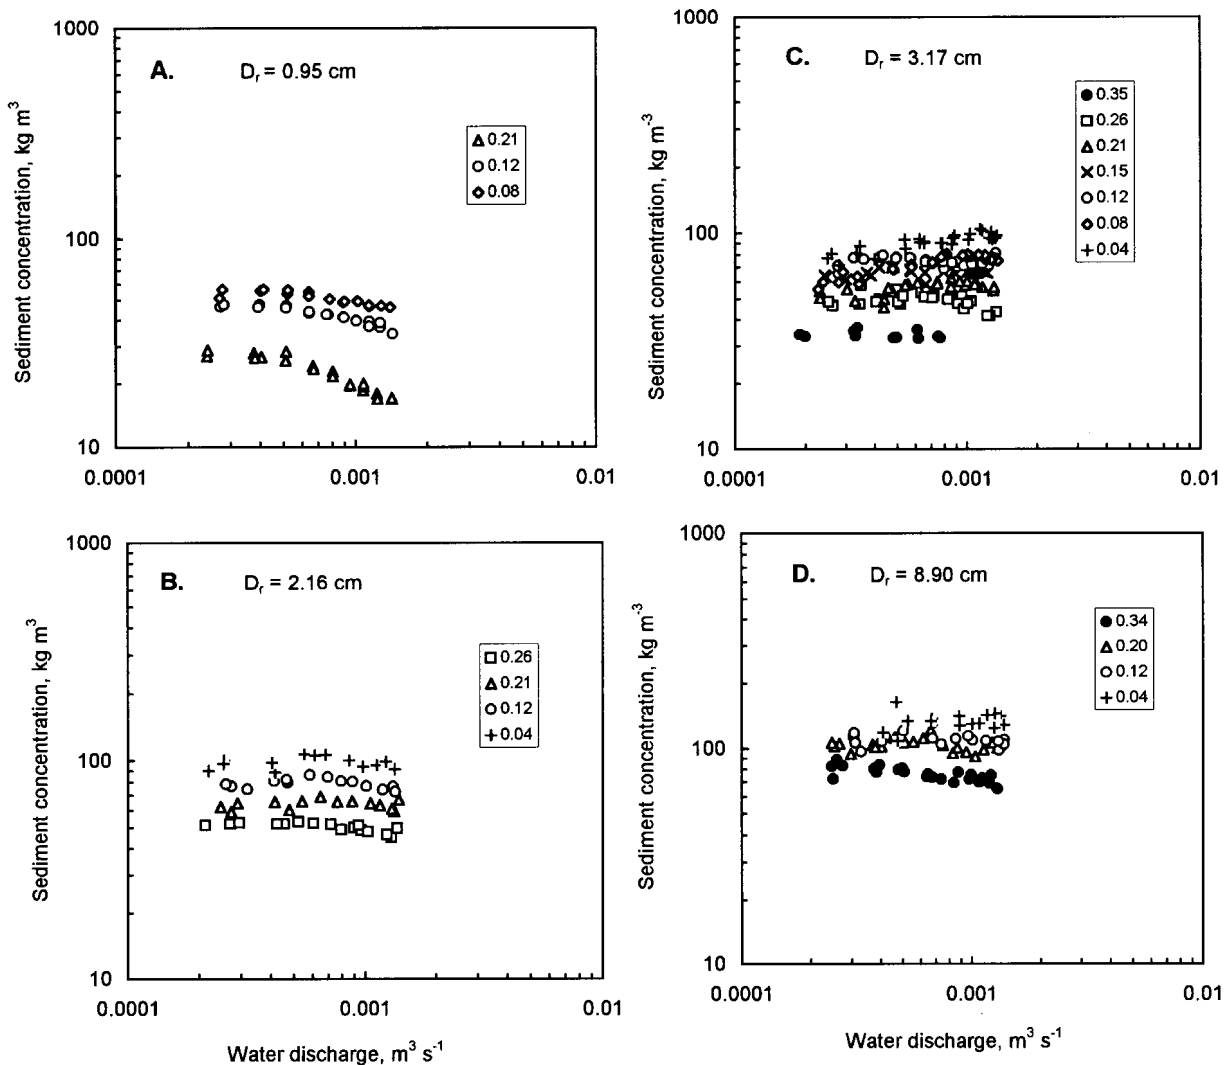 A. Dr = 0.95 cm
1000
100
10
0.0001 0.001 0.01
Sediment concentration, kg m3
0.21
0.12
0.08
B. Dr = 2.16 cm
1000
100
10
0.0001 0.001 0.01
Sediment concentration, kg m3
0.26
0.21
0.12
0.04
Water discharge, m3 s-1
C. Dr = 3.17 cm
1000
100
10
0.0001 0.001 0.01
Sediment concentration, kg m-3
0.35
0.26
0.21
0.15
0.12
0.08
0.04
D. Dr = 8.90 cm
1000
100
10
0.0001 0.001 0.01
Sediment concentration, kg m-3
0.34
0.20
0.12
0.04
Water discharge, m3 s-1